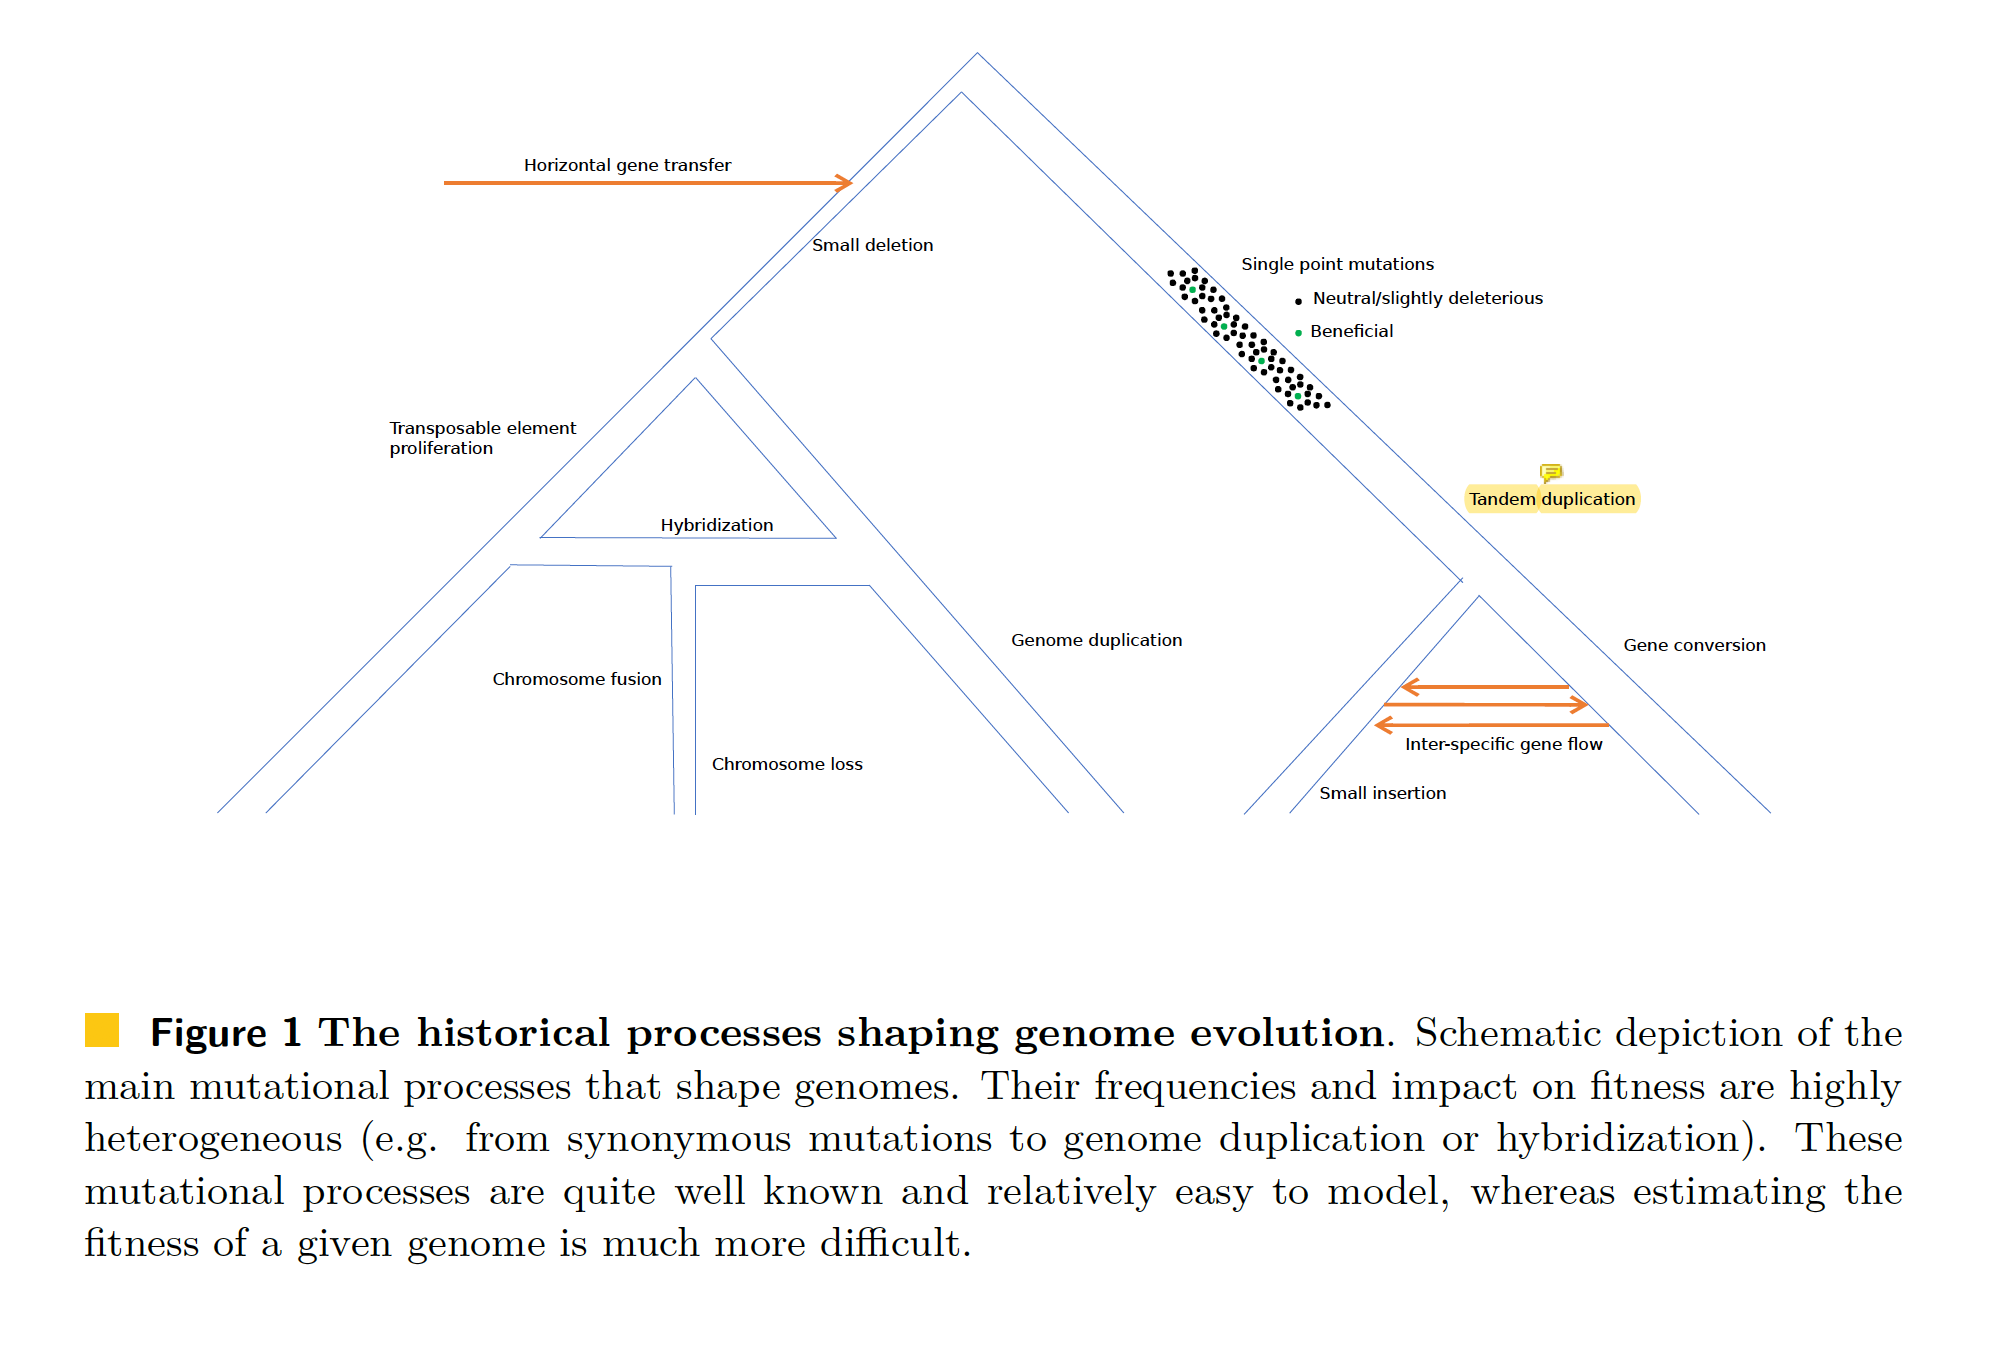 Horizontal gene transfer
Small deletion
Single point mutations
Neutral/slightly deleterious
Beneficial
Transposable element
proliferation
Tandem duplication
Hybridization
Genome duplication
Gene conversion
Chromosome fusion
Inter-specific gene flow
Chromosome loss
Small insertion
Figure 1 The historical processes shaping genome evolution. Schematic depiction of the
main mutational processes that shape genomes. Their frequencies and impact on fitness are highly
heterogeneous (e.g. from synonymous mutations to genome duplication or hybridization). These
mutational processes are quite well known and relatively easy to model, whereas estimating the
fitness of a given genome is much more difficult.